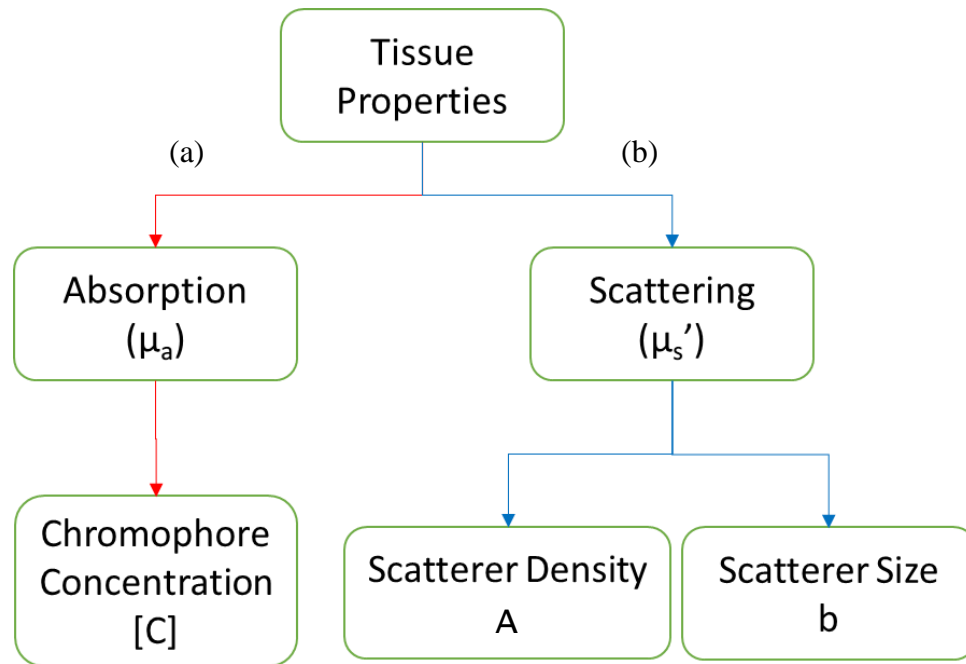 Tissue
Properties
(a)
(b)
Absorption
(μₐ)
Scattering
(μₛ’)
Chromophore
Concentration
[C]
Scatterer Density
A
Scatterer Size
b